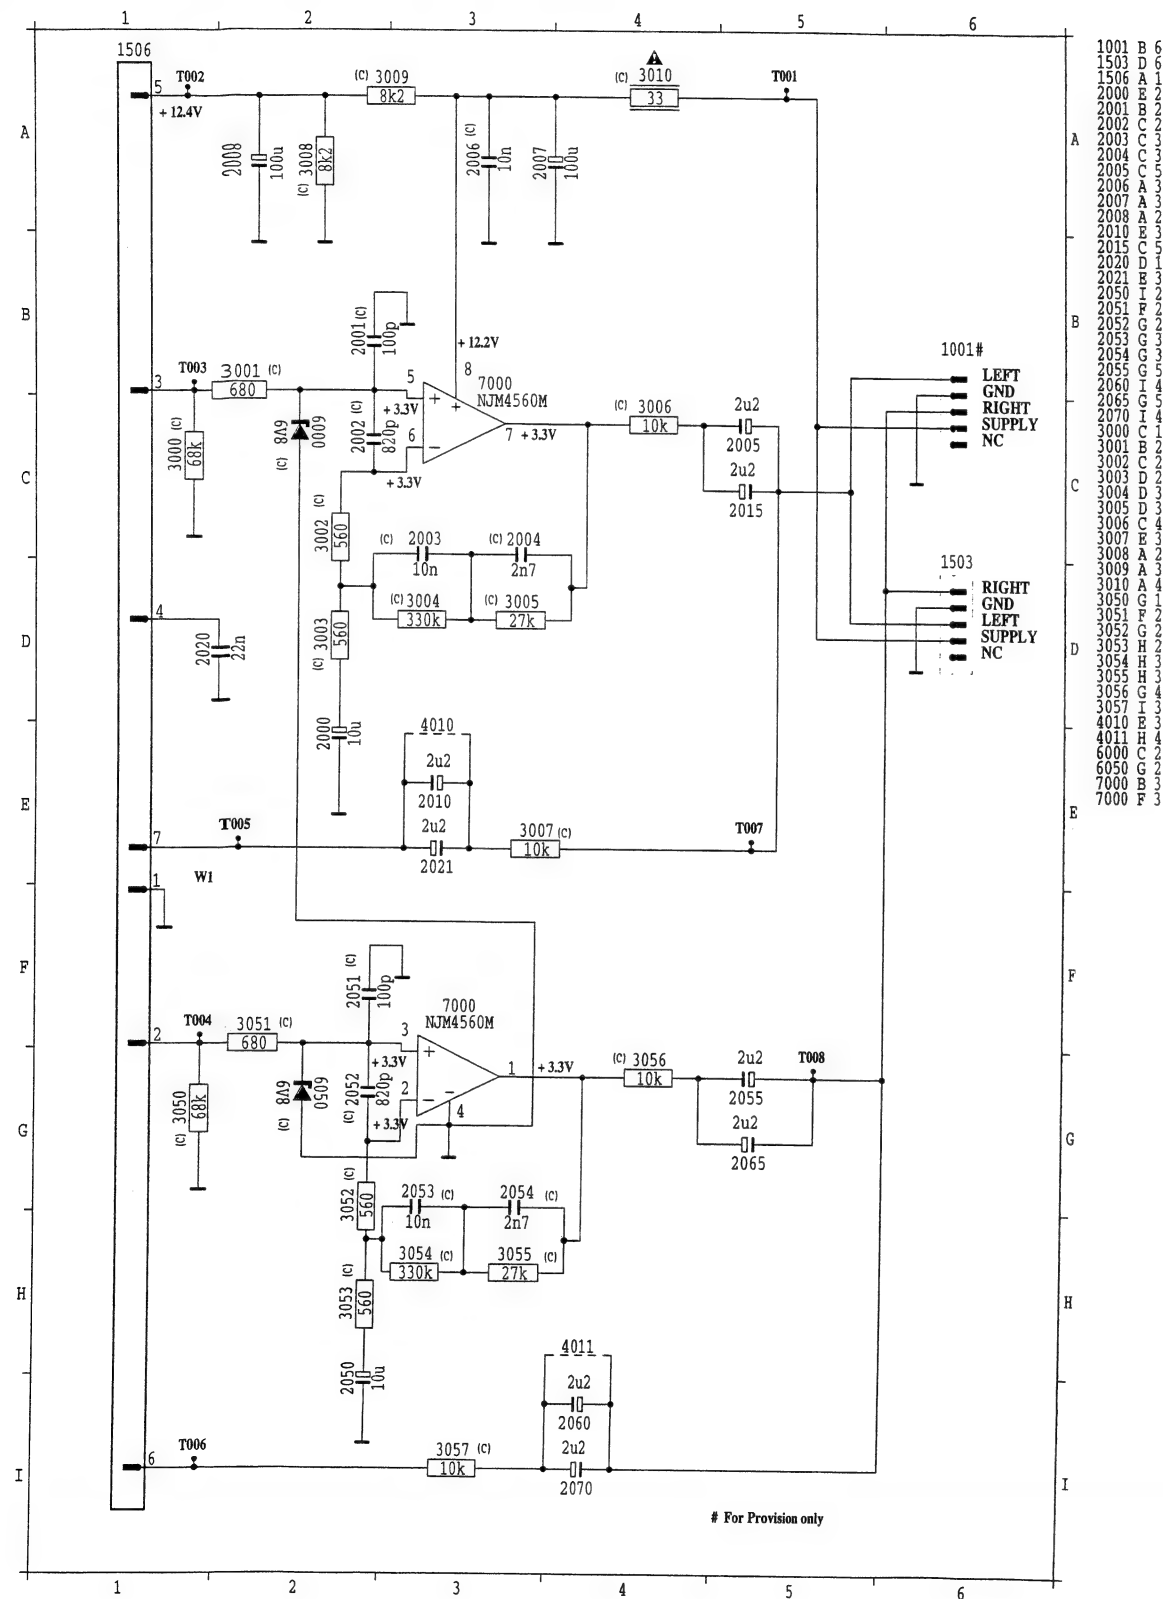 1 2 3 4 5 6
1506
5 T002
+ 12.4V
(C) 3009
8k2
(C) 3010
33
T001
A
2008
100u
(C) 3008
8k2
2006 (C)
10n
2007
100u
A
B
2001 (C)
100p
+ 12.2V
8
B
1001#
LEFT
GND
RIGHT
SUPPLY
NC
3 T003
3001 (C)
680
5
+ 3.3V
7000
NJM4560M
6
7 + 3.3V
(C) 3006
10k
2u2
2005
2u2
2015
3000 (C)
68k
6V8
6000
(C)
2002 (C)
820p
+ 3.3V
C
C
3002 (C)
560
(C) 2003
10n
(C) 2004
2n7
1503
RIGHT
GND
LEFT
SUPPLY
NC
4
(C) 3004
330k
(C) 3005
27k
D
2020
22n
(C) 3003
560
D
2000
10u
4010
2u2
2010
E
E
7 T005
2u2
2021
3007 (C)
10k
T007
1 W1
F
2051 (C)
100p
F
7000
NJM4560M
2 T004
3051 (C)
680
3
+ 3.3V
2
1 + 3.3V
4
(C) 3056
10k
2u2
2055
T008
2u2
2065
(C) 3050
68k
6V8
6050
(C)
(C) 2052
820p
+ 3.3V
G
G
3052 (C)
560
2053 (C)
10n
2054 (C)
2n7
3054 (C)
330k
3055 (C)
27k
H
3053 (C)
560
H
2050
10u
4011
2u2
2060
6 T006
3057 (C)
10k
2u2
2070
I
I
# For Provision only
1 2 3 4 5 6
1001 B 6
1503 D 6
1506 A 1
2000 E 2
2001 B 2
2002 C 2
2003 C 3
2004 C 3
2005 C 5
2006 A 3
2007 A 3
2008 A 2
2010 E 3
2015 C 5
2020 D 1
2021 E 3
2050 I 2
2051 F 2
2052 G 2
2053 G 3
2054 G 3
2055 G 5
2060 I 4
2065 G 5
2070 I 4
3000 C 1
3001 B 2
3002 C 2
3003 D 2
3004 D 3
3005 D 3
3006 C 4
3007 E 3
3008 A 2
3009 A 3
3010 A 4
3050 G 1
3051 F 2
3052 G 2
3053 H 2
3054 H 3
3055 H 3
3056 G 4
3057 I 3
4010 E 3
4011 H 4
6000 C 2
6050 G 2
7000 B 3
7000 F 3